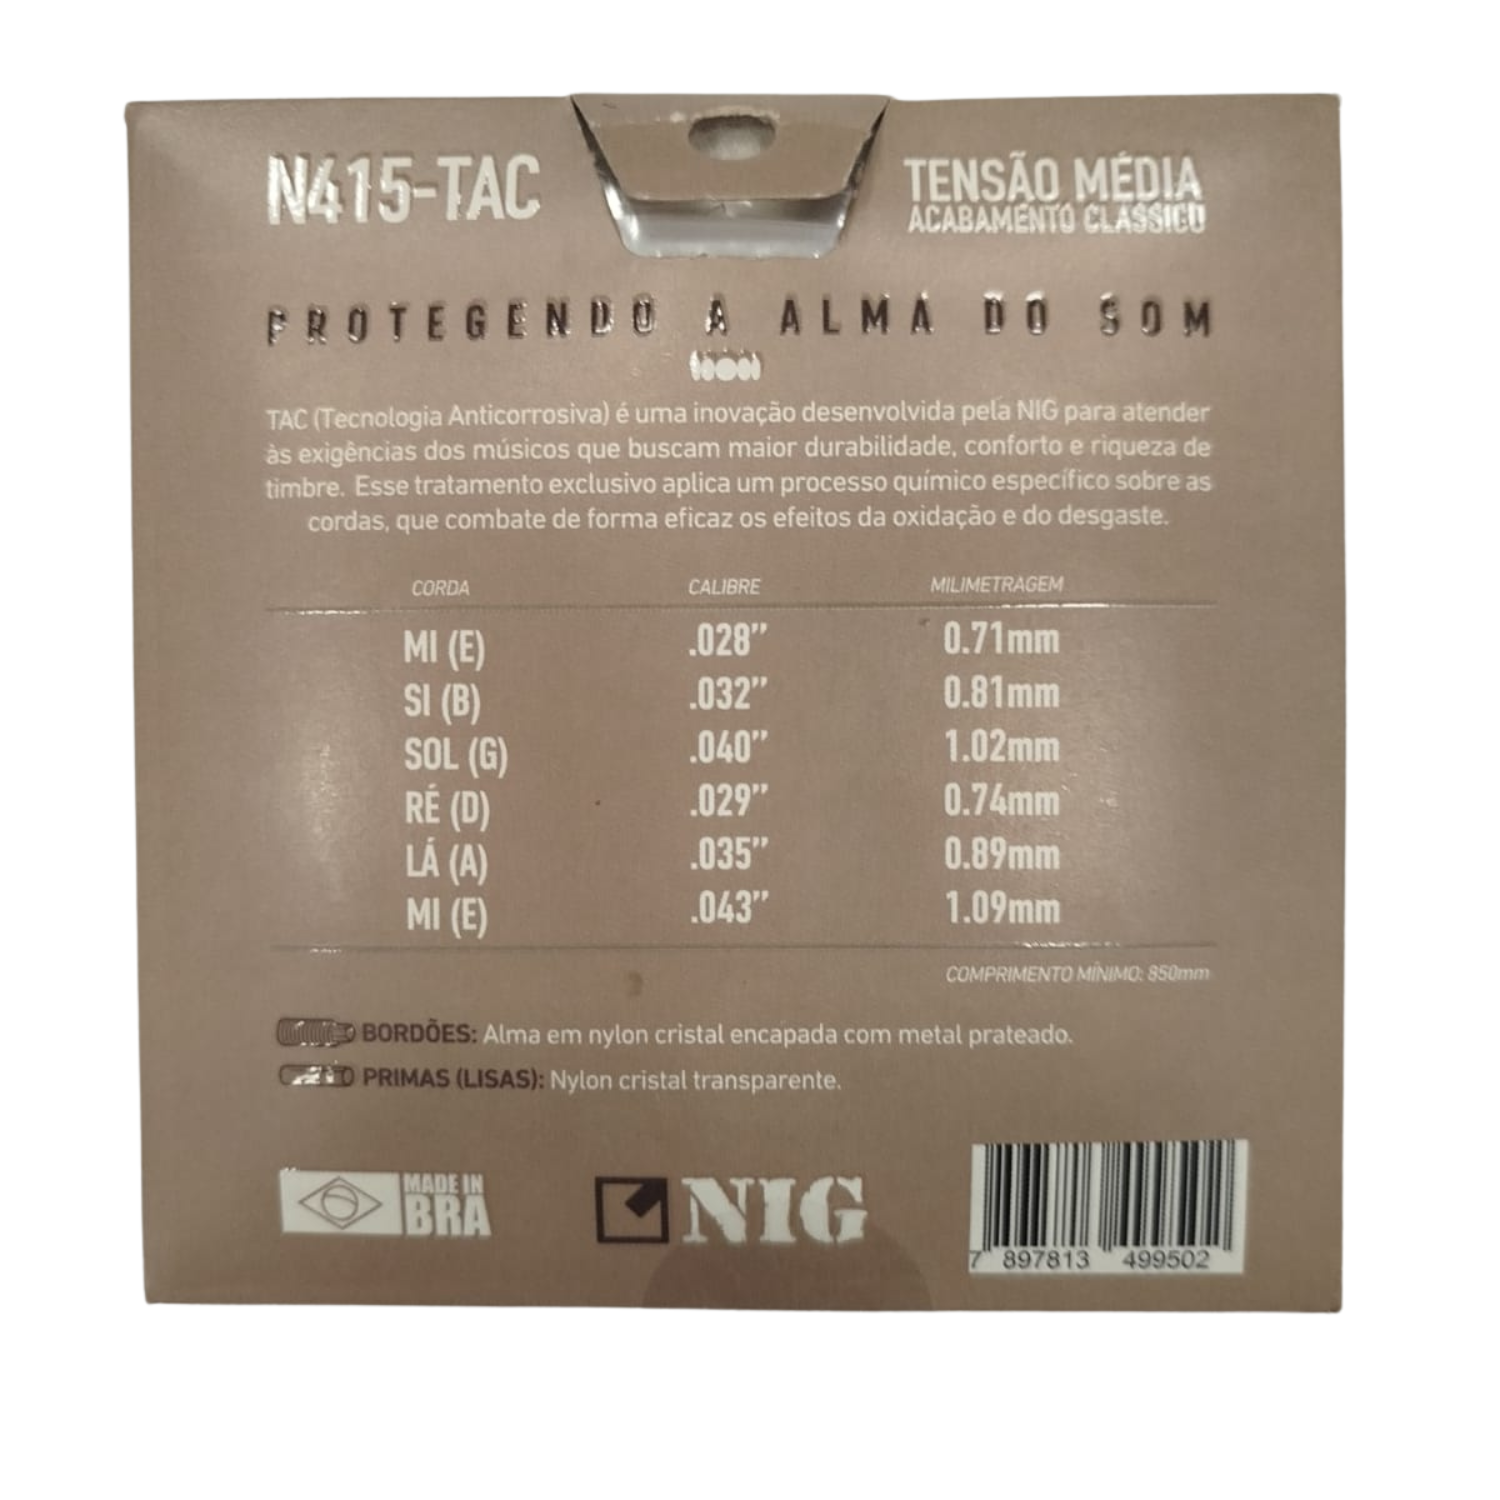 N415-TAC
TENSÃO MÉDIA
ACABAMENTO CLASSICO
PROTEGENDO A ALMA DO SOM
TAC (Tecnologia Anticorrosiva) é uma inovação desenvolvida pela NIG para atender
às exigências dos músicos que buscam maior durabilidade, conforto e riqueza de
timbre. Esse tratamento exclusivo aplica um processo químico específico sobre as
cordas, que combate de forma eficaz os efeitos da oxidação e do desgaste.
CORDA CALIBRE MILIMETRAGEM
MI (E) .028” 0.71mm
SI (B) .032” 0.81mm
SOL (G) .040” 1.02mm
RÉ (D) .029” 0.74mm
LÁ (A) .035” 0.89mm
MI (E) .043” 1.09mm
COMPRIMENTO MÍNIMO: 850mm
BORDÕES: Alma em nylon cristal encapada com metal prateado.
PRIMAS (LISAS): Nylon cristal transparente.
MADE IN
BRA
NIG
7 897813 499502